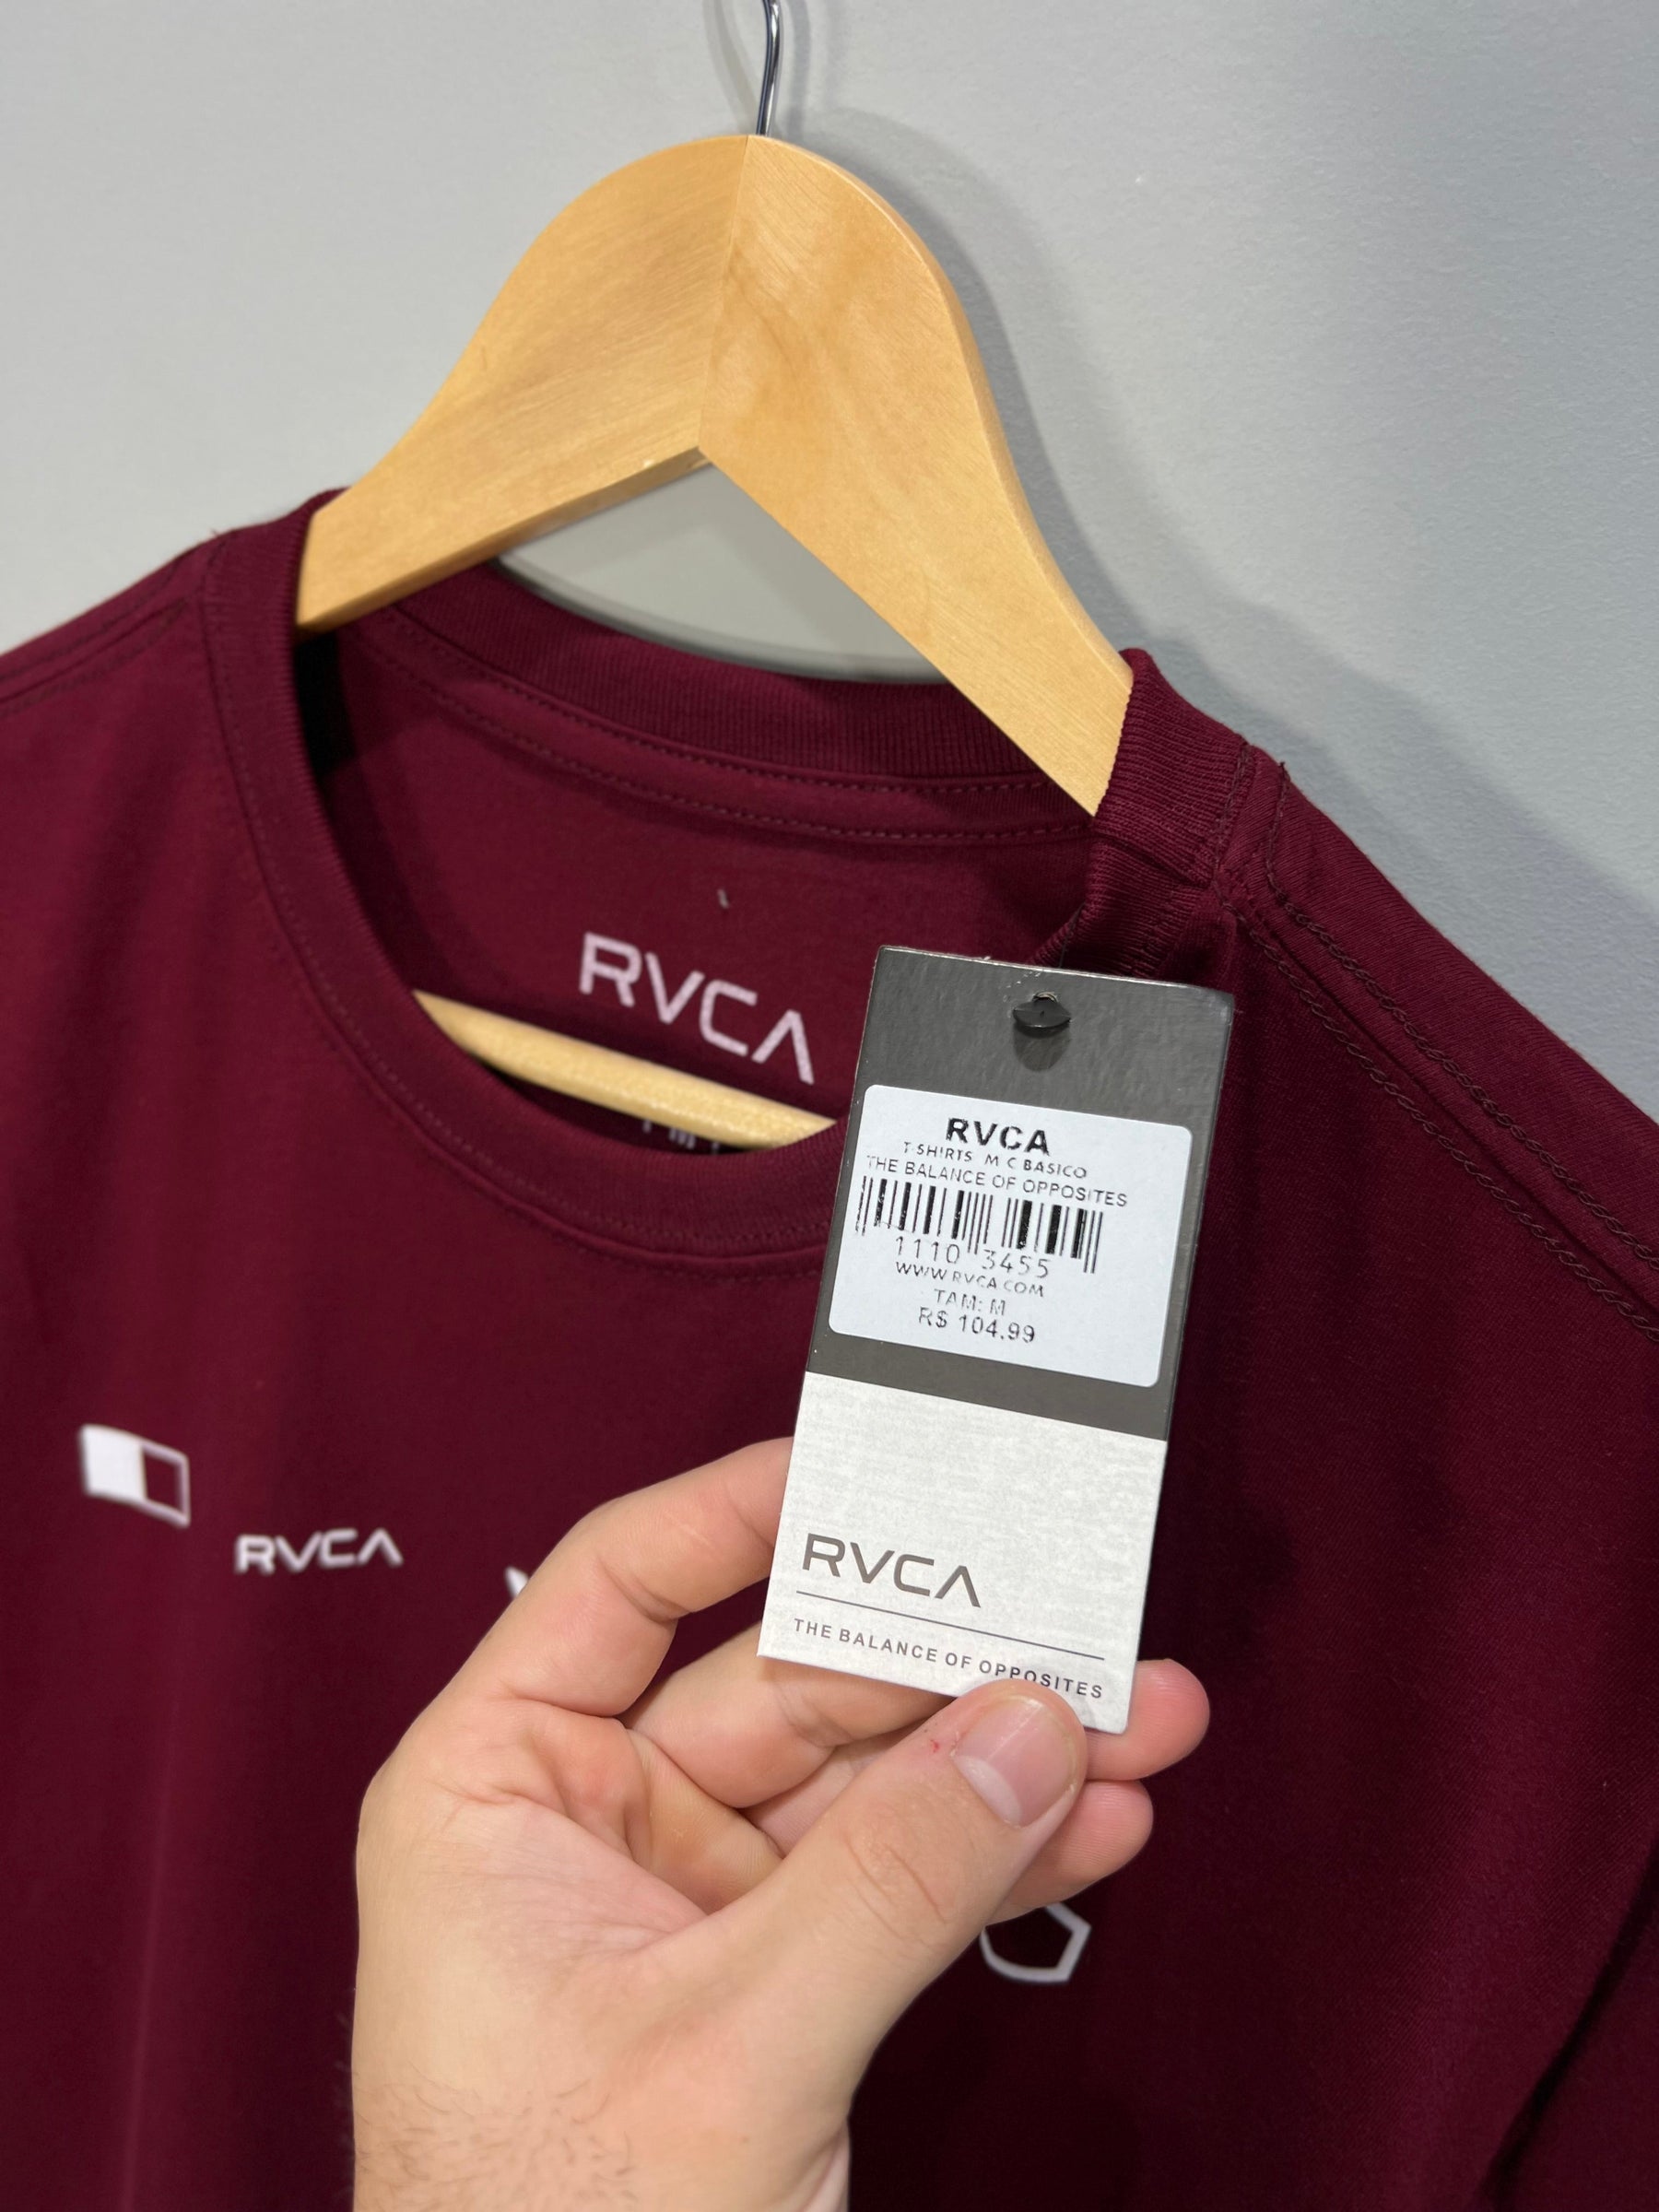 RVCA
RVCA
T-SHIRTS M C BASICO
THE BALANCE OF OPPOSITES
1110 3455
WWW.RVCA.COM
TAM: M
R$ 104.99
RVCA
RVCA
THE BALANCE OF OPPOSITES